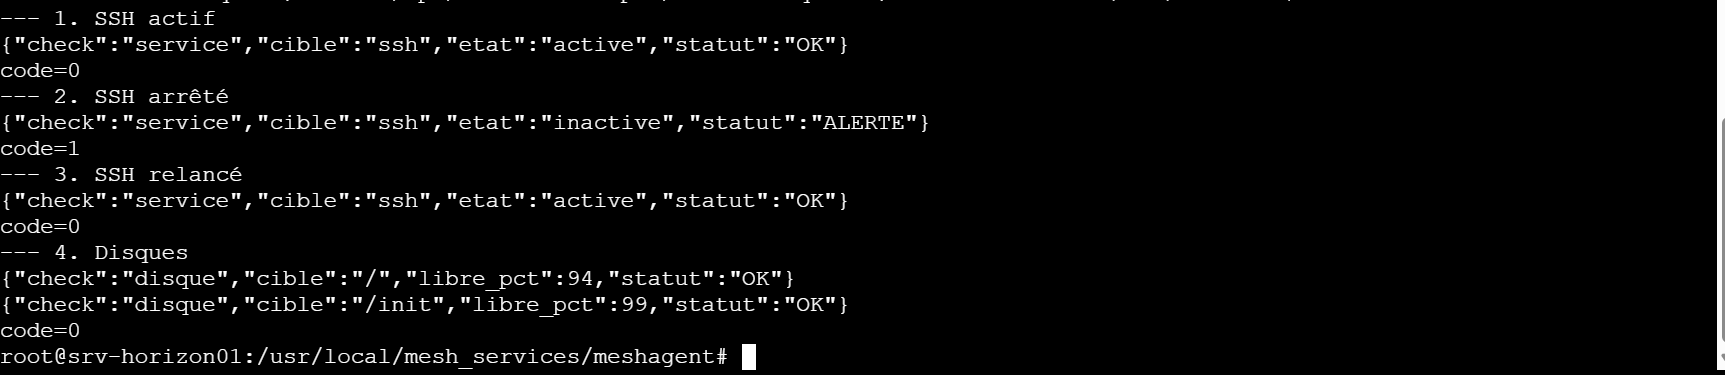 --- 1. SSH actif
{"check":"service","cible":"ssh","etat":"active","statut":"OK"}
code=0
--- 2. SSH arrêté
{"check":"service","cible":"ssh","etat":"inactive","statut":"ALERTE"}
code=1
--- 3. SSH relancé
{"check":"service","cible":"ssh","etat":"active","statut":"OK"}
code=0
--- 4. Disques
{"check":"disque","cible":"/","libre_pct":94,"statut":"OK"}
{"check":"disque","cible":"/init","libre_pct":99,"statut":"OK"}
code=0
root@srv-horizon01:/usr/local/mesh_services/meshagent#